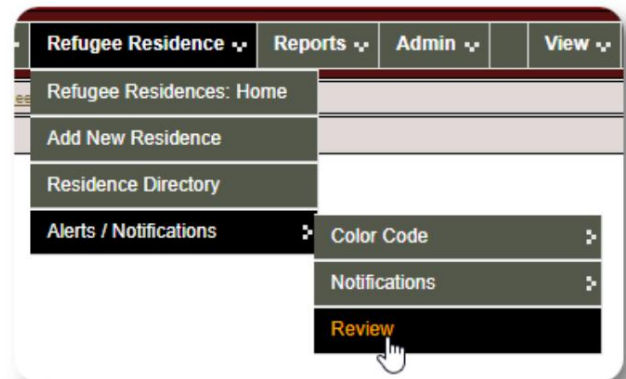 Refugee Residence Reports Admin View
Refugee Residences: Home
Add New Residence
Residence Directory
Alerts / Notifications
Color Code
Notifications
Review